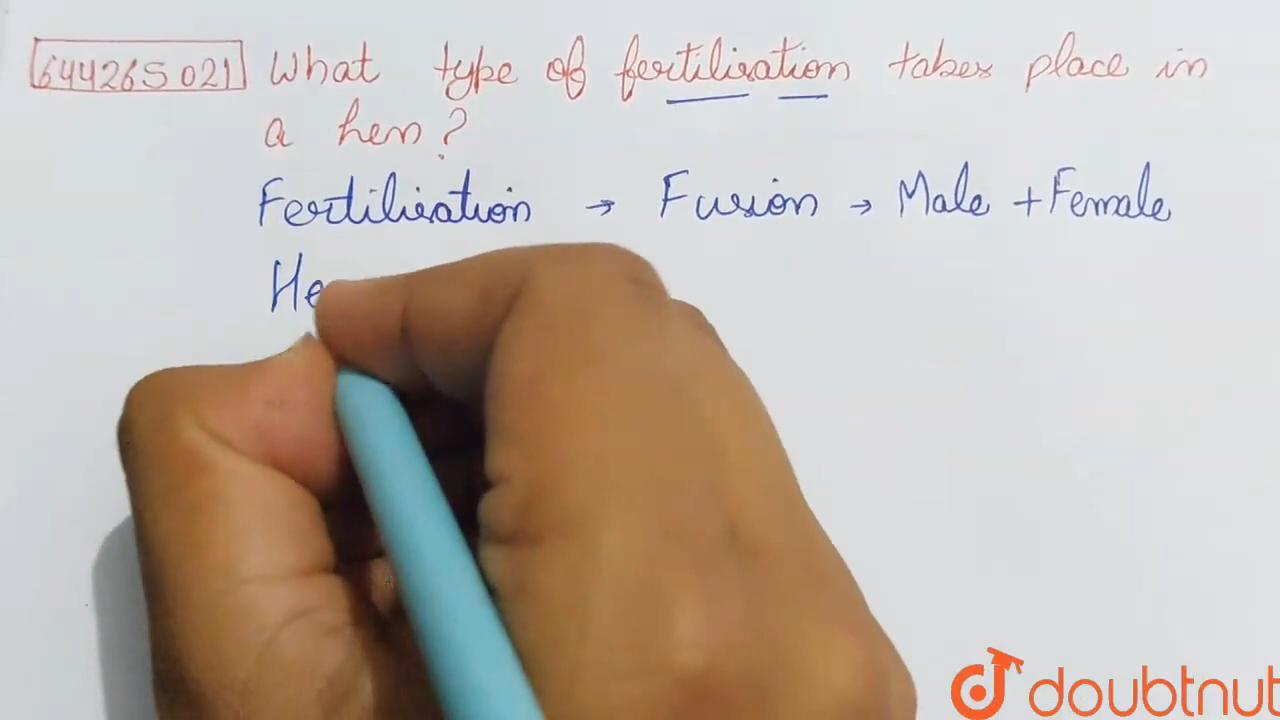 644265021 What type of fertilisation takes place in
a hen?
Fertilisation → Fusion → Male + Female
He
doubtnut